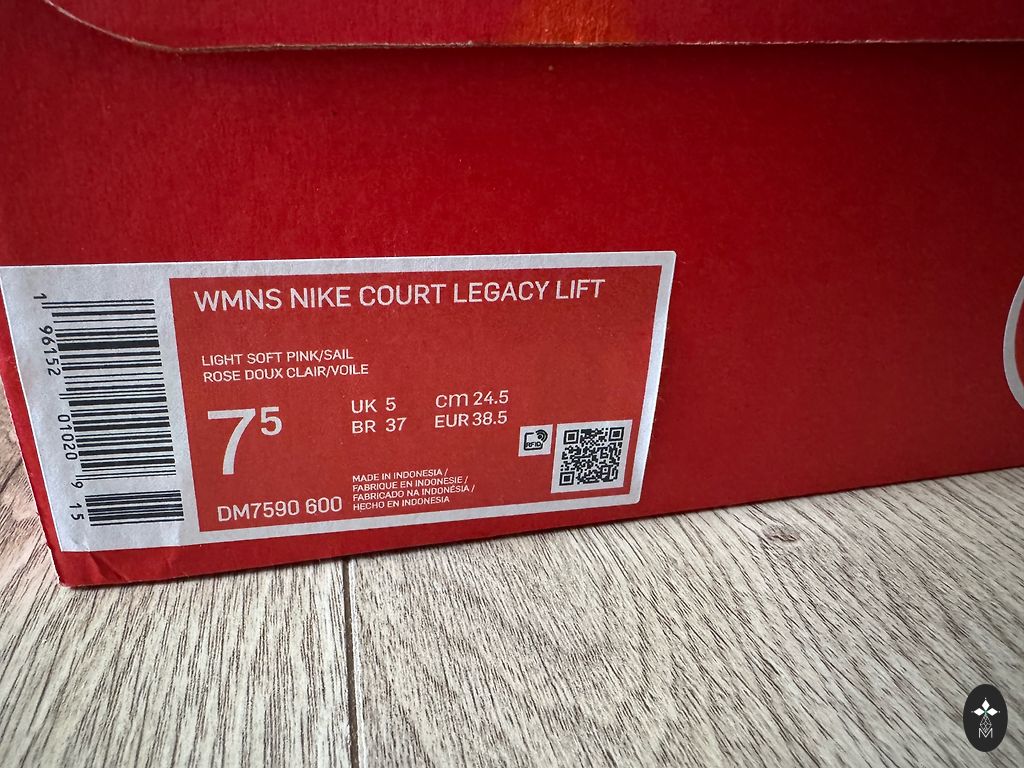 WMNS NIKE COURT LEGACY LIFT
LIGHT SOFT PINK/SAIL
ROSE DOUX CLAIR/VOILE
75
UK 5
cm 24.5
BR 37
EUR 38.5
RFID
DM7590 600
MADE IN INDONESIA /
FABRIQUE EN INDONESIE /
FABRICADO NA INDONÉSIA /
HECHO EN INDONESIA
1 96152 01020 9 15
M